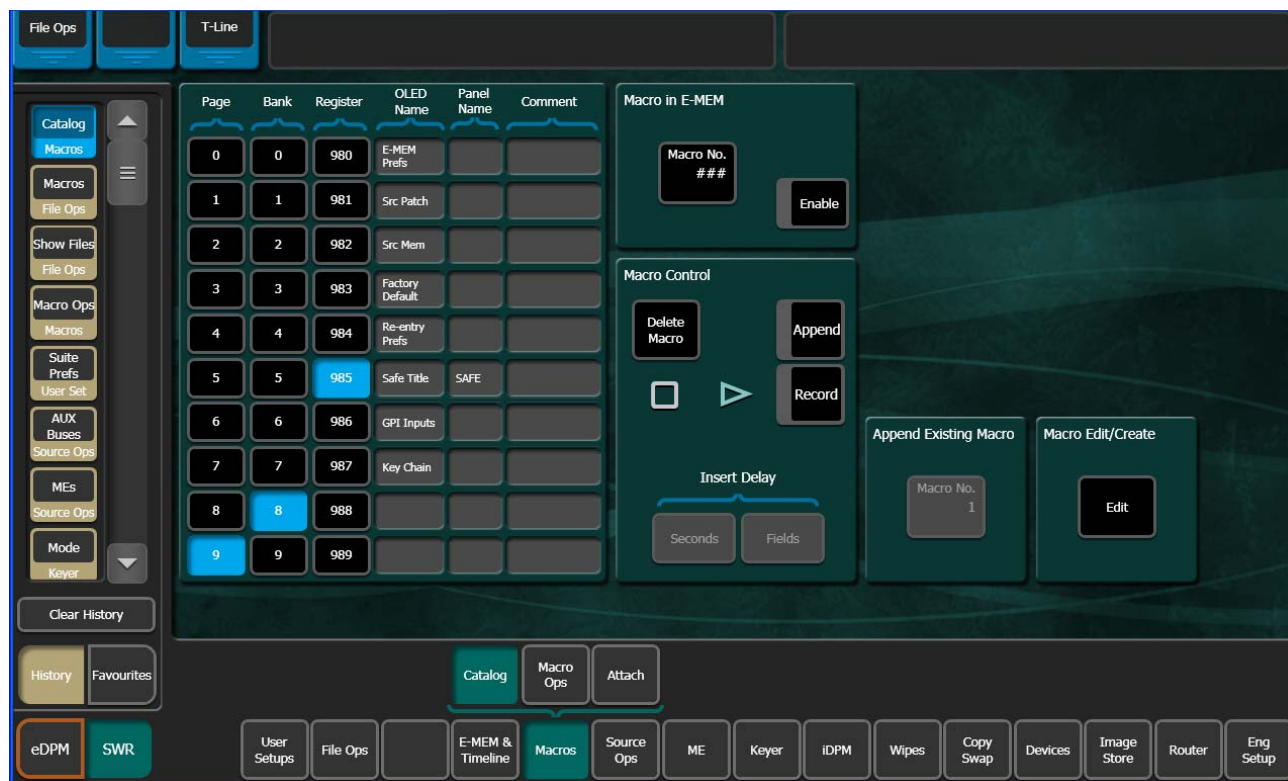 File Ops
T-Line
Catalog
Macros
Macros
File Ops
Show Files
File Ops
Macro Ops
Macros
Suite
Prefs
User Set
AUX
Buses
Source Ops
MEs
Source Ops
Mode
Keyer
Clear History
History Favourites
Page Bank Register OLED Name Panel Name Comment
0 0 980 E-MEM Prefs
1 1 981 Src Patch
2 2 982 Src Mem
3 3 983 Factory Default
4 4 984 Re-entry Prefs
5 5 985 Safe Title SAFE
6 6 986 GPI Inputs
7 7 987 Key Chain
8 8 988
9 9 989
Macro in E-MEM
Macro No.
###
Enable
Macro Control
Delete
Macro
Append
Record
Insert Delay
Seconds Fields
Append Existing Macro
Macro No.
1
Macro Edit/Create
Edit
Catalog Macro Ops Attach
eDPM SWR User Setups File Ops E-MEM & Timeline Macros Source Ops ME Keyer iDPM Wipes Copy Swap Devices Image Store Router Eng Setup